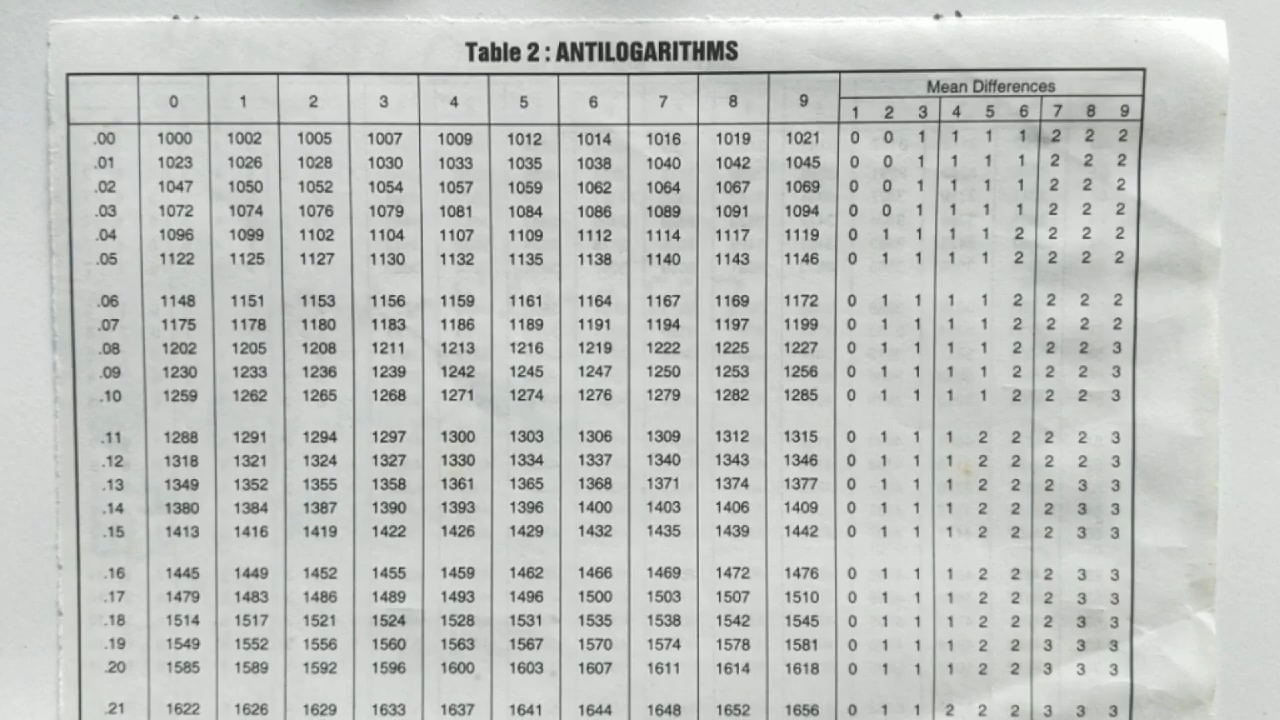 Table 2 : ANTILOGARITHMS
Mean Differences
0 1 2 3 4 5 6 7 8 9 1 2 3 4 5 6 7 8 9
.00 1000 1002 1005 1007 1009 1012 1014 1016 1019 1021 0 0 1 1 1 1 2 2 2
.01 1023 1026 1028 1030 1033 1035 1038 1040 1042 1045 0 0 1 1 1 1 2 2 2
.02 1047 1050 1052 1054 1057 1059 1062 1064 1067 1069 0 0 1 1 1 1 2 2 2
.03 1072 1074 1076 1079 1081 1084 1086 1089 1091 1094 0 0 1 1 1 1 2 2 2
.04 1096 1099 1102 1104 1107 1109 1112 1114 1117 1119 0 1 1 1 1 2 2 2 2
.05 1122 1125 1127 1130 1132 1135 1138 1140 1143 1146 0 1 1 1 1 2 2 2 2
.06 1148 1151 1153 1156 1159 1161 1164 1167 1169 1172 0 1 1 1 1 2 2 2 2
.07 1175 1178 1180 1183 1186 1189 1191 1194 1197 1199 0 1 1 1 1 2 2 2 2
.08 1202 1205 1208 1211 1213 1216 1219 1222 1225 1227 0 1 1 1 1 2 2 2 3
.09 1230 1233 1236 1239 1242 1245 1247 1250 1253 1256 0 1 1 1 1 2 2 2 3
.10 1259 1262 1265 1268 1271 1274 1276 1279 1282 1285 0 1 1 1 1 2 2 2 3
.11 1288 1291 1294 1297 1300 1303 1306 1309 1312 1315 0 1 1 1 2 2 2 2 3
.12 1318 1321 1324 1327 1330 1334 1337 1340 1343 1346 0 1 1 1 2 2 2 2 3
.13 1349 1352 1355 1358 1361 1365 1368 1371 1374 1377 0 1 1 1 2 2 2 3 3
.14 1380 1384 1387 1390 1393 1396 1400 1403 1406 1409 0 1 1 1 2 2 2 3 3
.15 1413 1416 1419 1422 1426 1429 1432 1435 1439 1442 0 1 1 1 2 2 2 3 3
.16 1445 1449 1452 1455 1459 1462 1466 1469 1472 1476 0 1 1 1 2 2 2 3 3
.17 1479 1483 1486 1489 1493 1496 1500 1503 1507 1510 0 1 1 1 2 2 2 3 3
.18 1514 1517 1521 1524 1528 1531 1535 1538 1542 1545 0 1 1 1 2 2 2 3 3
.19 1549 1552 1556 1560 1563 1567 1570 1574 1578 1581 0 1 1 1 2 2 3 3 3
.20 1585 1589 1592 1596 1600 1603 1607 1611 1614 1618 0 1 1 1 2 2 3 3 3
.21 1622 1626 1629 1633 1637 1641 1644 1648 1652 1656 0 1 1 2 2 2 3 3 3